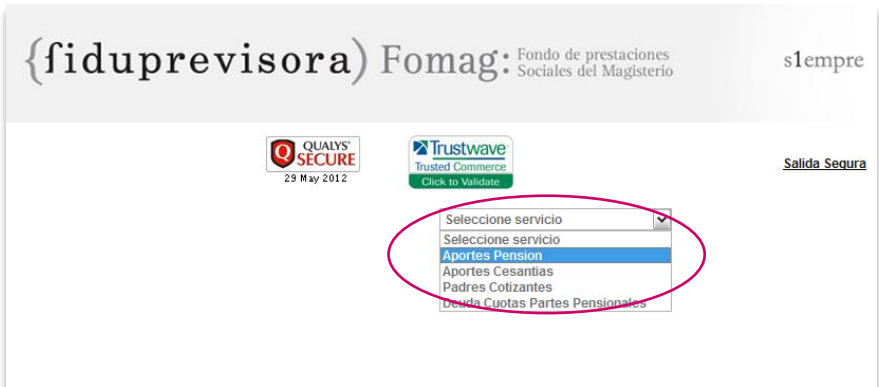 {fiduprevisora) Fomag: Fondo de prestaciones
Sociales del Magisterio
s1empre
QUALYS'
SECURE
29 May 2012
Trustwave
Trusted Commerce
Click to Validate
Salida Segura
Seleccione servicio
Seleccione servicio
Aportes Pension
Aportes Cesantias
Padres Cotizantes
Deuda Cuotas Partes Pensionales